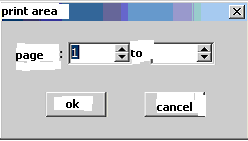 print area
page : 1 to
ok cancel